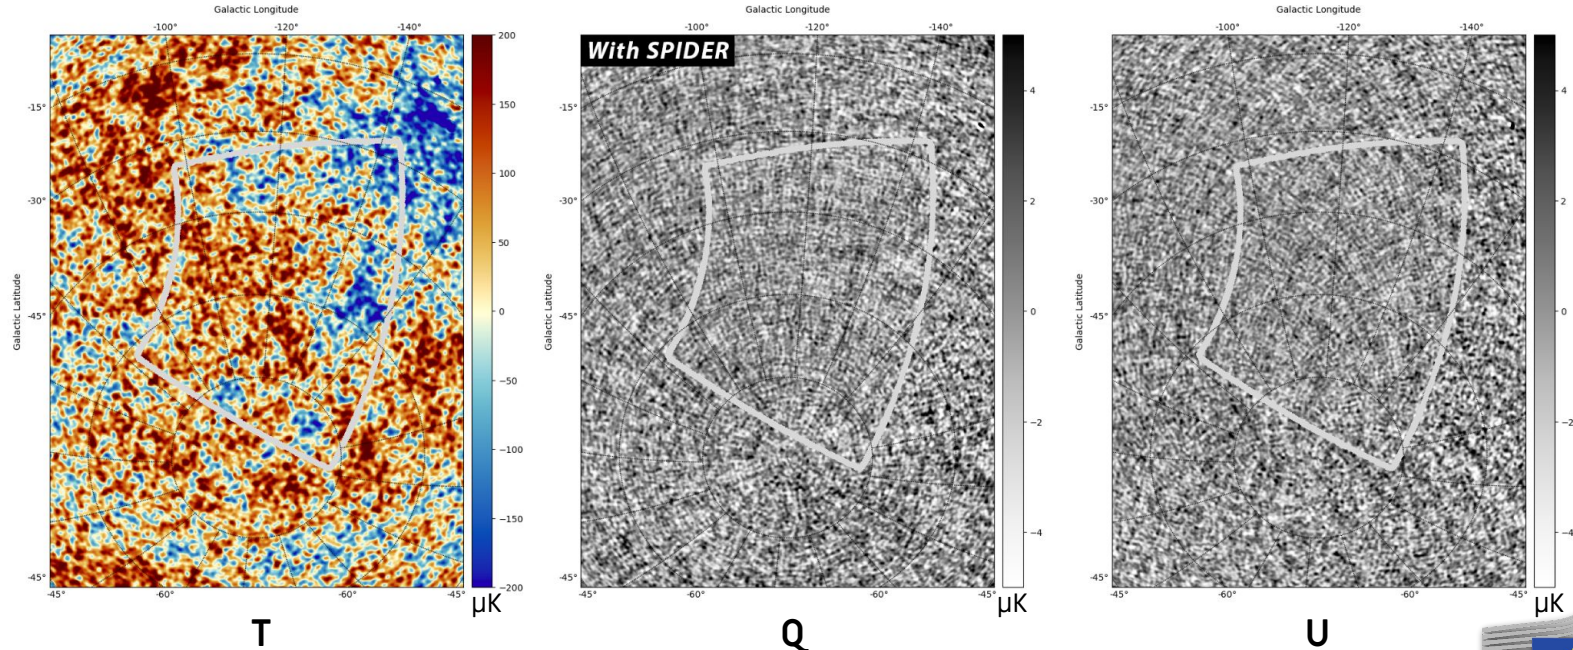 Galactic Longitude
-100° -120° -140°
-15°
-30°
-45°
-45°
Galactic Latitude
-45° -60° -60° -45°
200
150
100
50
0
−50
−100
−150
−200
µK
T
Galactic Longitude
-100° -120° -140°
With SPIDER
-15°
-30°
-45°
-45°
Galactic Latitude
-45° -60° -60° -45°
4
2
0
−2
−4
µK
Q
Galactic Longitude
-100° -120° -140°
-15°
-30°
-45°
-45°
Galactic Latitude
-45° -60° -60° -45°
4
2
0
−2
−4
µK
U